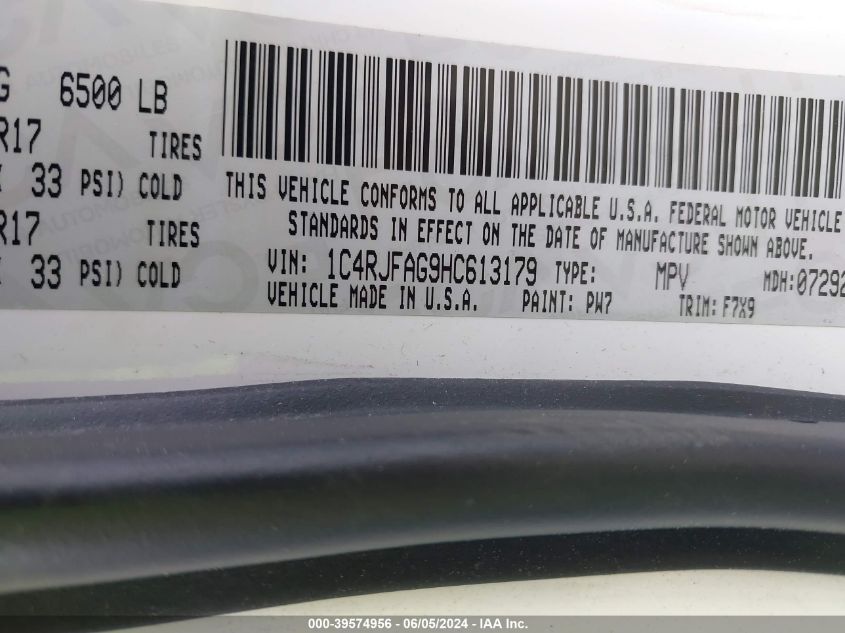 G 6500 LB
R17 TIRES
33 PSI) COLD
R17 TIRES
33 PSI) COLD
THIS VEHICLE CONFORMS TO ALL APPLICABLE U.S.A. FEDERAL MOTOR VEHICLE
STANDARDS IN EFFECT ON THE DATE OF MANUFACTURE SHOWN ABOVE.
VIN: 1C4RJFAG9HC613179 TYPE: MPV MDH:07292
VEHICLE MADE IN U.S.A. PAINT: PW7 TRIM: F7X9
000-39574956 - 06/05/2024 - IAA Inc.